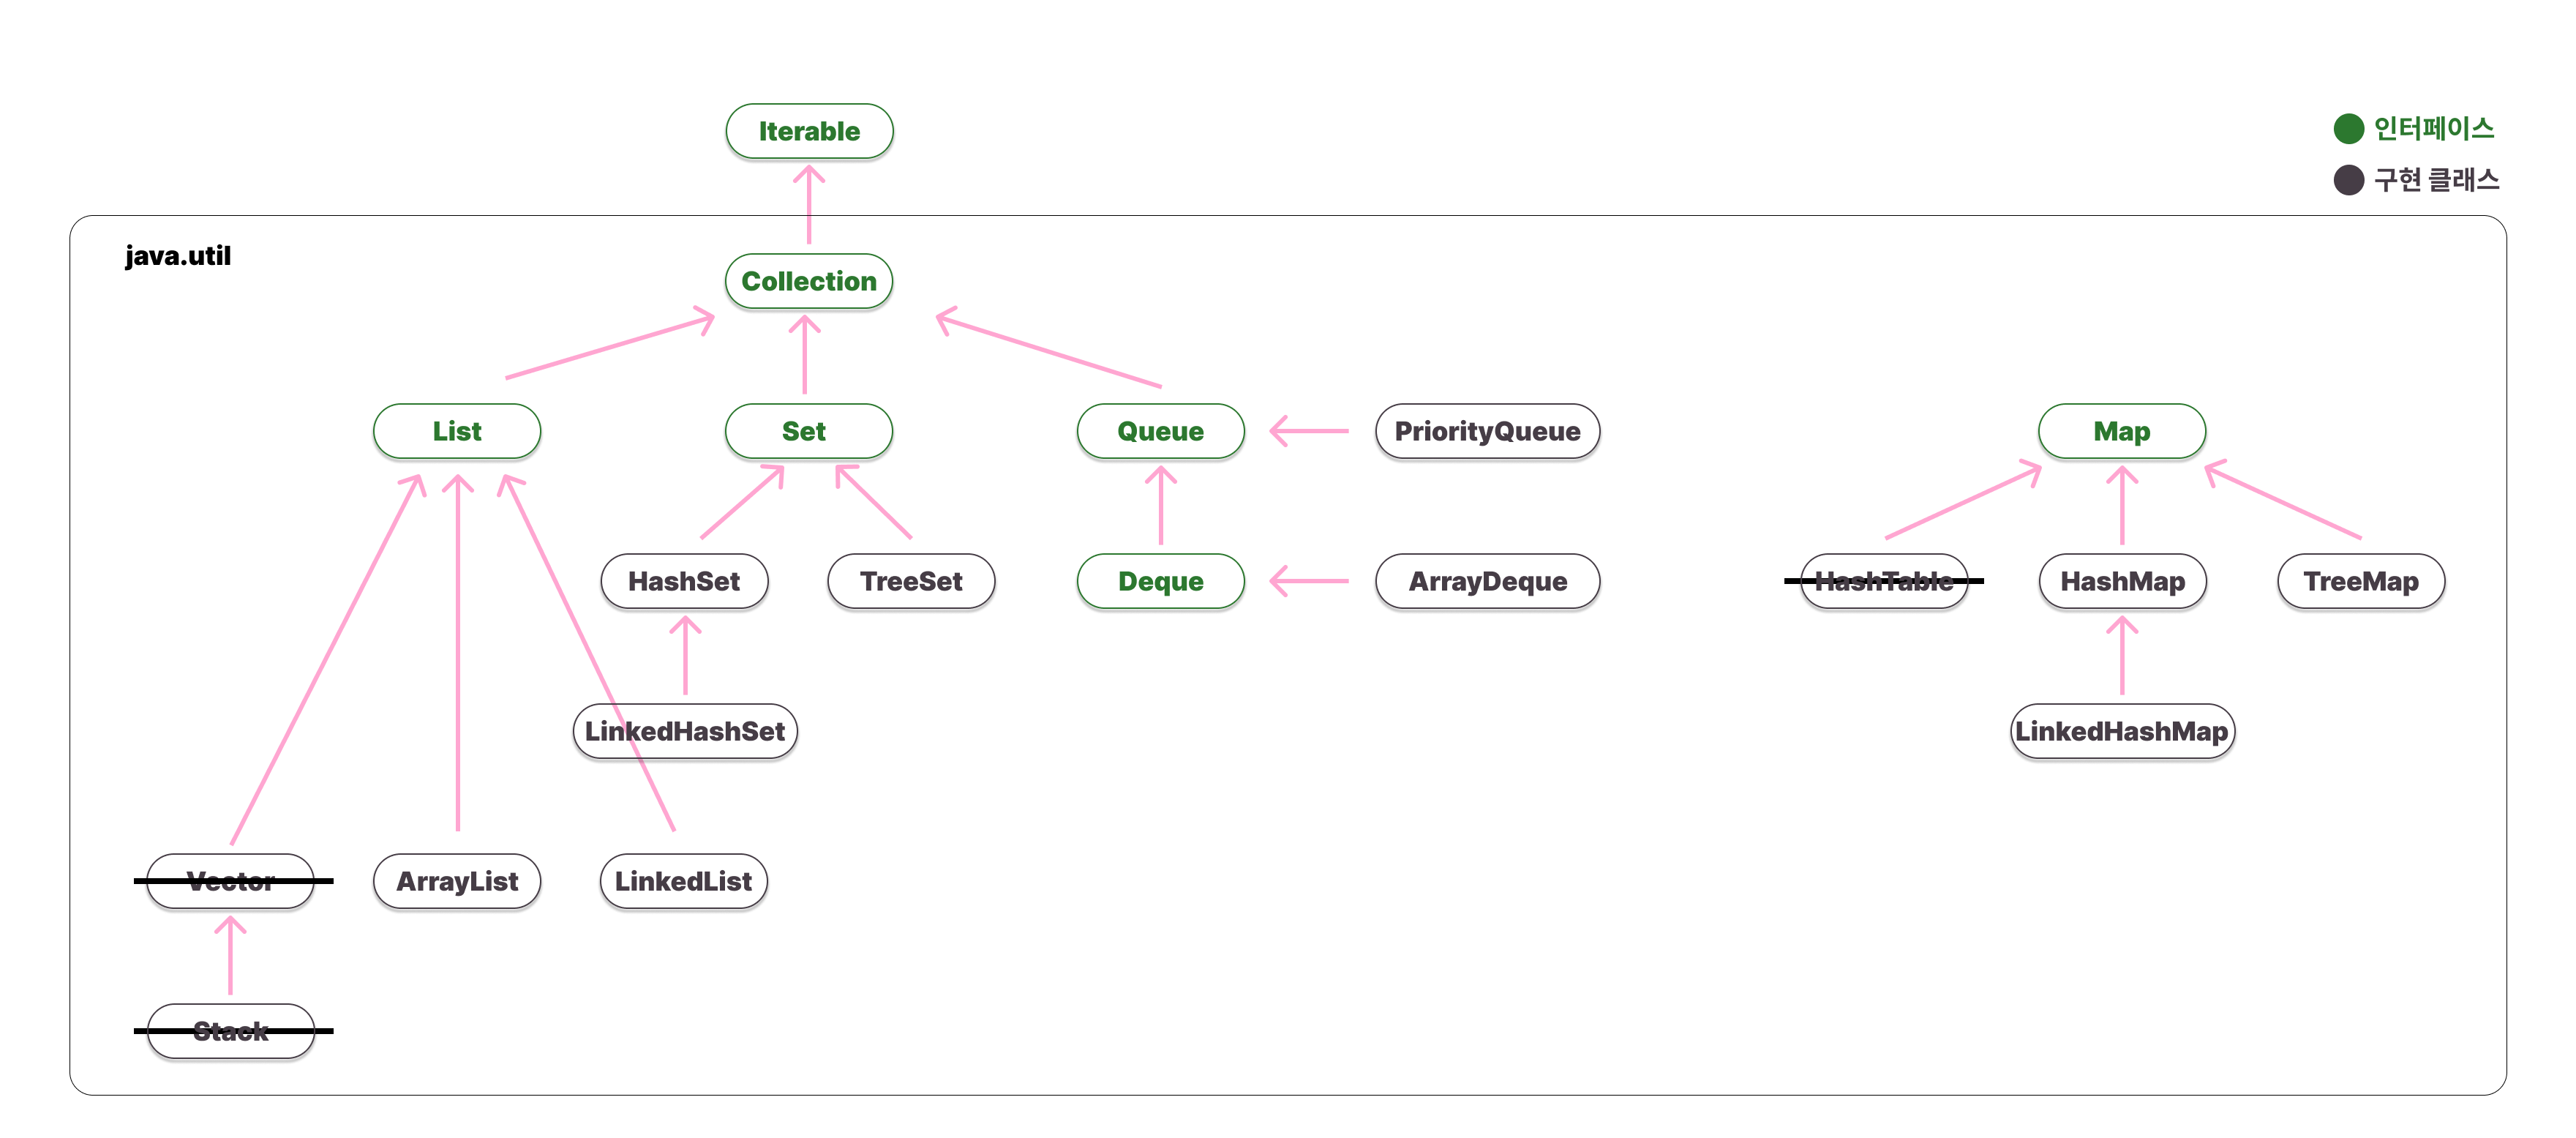 Iterable
인터페이스
구현 클래스
java.util
Collection
List
Set
Queue
PriorityQueue
Map
HashSet
TreeSet
Deque
ArrayDeque
HashTable
HashMap
TreeMap
LinkedHashSet
LinkedHashMap
Vector
ArrayList
LinkedList
Stack